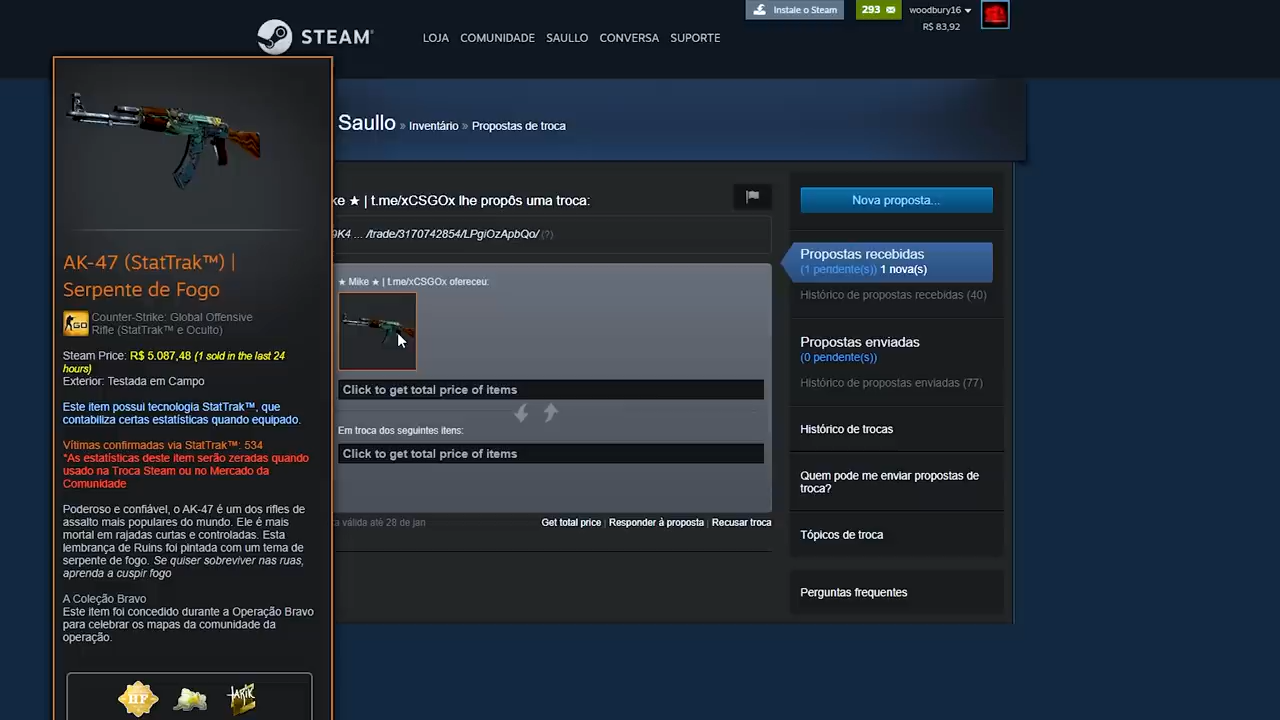 Instale o Steam
293
woodbury16
R$ 83,92
STEAM
LOJA COMUNIDADE SAULLO CONVERSA SUPORTE
Saullo » Inventário » Propostas de troca
ke ★ | t.me/xCSGOx lhe propôs uma troca:
9K4 ... /trade/3170742854/LPgiOzApbQo/ (?)
★ Mike ★ | t.me/xCSGOx ofereceu:
Click to get total price of items
Em troca dos seguintes itens:
Click to get total price of items
a válida até 28 de jan
Get total price | Responder à proposta | Recusar troca
Nova proposta...
Propostas recebidas
(1 pendente(s)) 1 nova(s)
Histórico de propostas recebidas (40)
Propostas enviadas
(0 pendente(s))
Histórico de propostas enviadas (77)
Histórico de trocas
Quem pode me enviar propostas de
troca?
Tópicos de troca
Perguntas frequentes
AK-47 (StatTrak™) |
Serpente de Fogo
GO
Counter-Strike: Global Offensive
Rifle (StatTrak™ e Oculto)
Steam Price: R$ 5.087,48 (1 sold in the last 24
hours)
Exterior: Testada em Campo
Este item possui tecnologia StatTrak™, que
contabiliza certas estatísticas quando equipado.
Vítimas confirmadas via StatTrak™: 534
*As estatísticas deste item serão zeradas quando
usado na Troca Steam ou no Mercado da
Comunidade
Poderoso e confiável, o AK-47 é um dos rifles de
assalto mais populares do mundo. Ele é mais
mortal em rajadas curtas e controladas. Esta
lembrança de Ruins foi pintada com um tema de
serpente de fogo. Se quiser sobreviver nas ruas,
aprenda a cuspir fogo
A Coleção Bravo
Este item foi concedido durante a Operação Bravo
para celebrar os mapas da comunidade da
operação.
HP